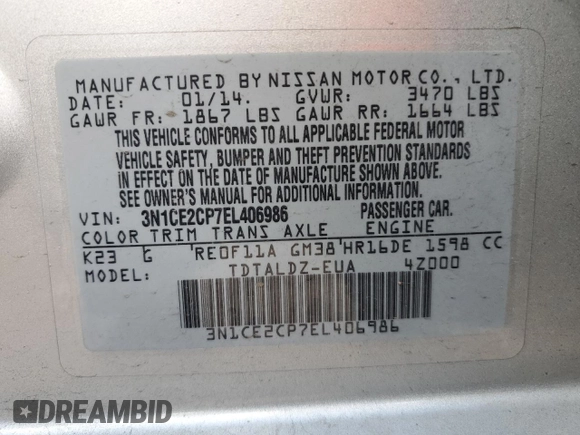 MANUFACTURED BY NISSAN MOTOR CO., LTD.
DATE: 01/14. GVWR: 3470 LBS
GAWR FR: 1867 LBS GAWR RR: 1664 LBS
THIS VEHICLE CONFORMS TO ALL APPLICABLE FEDERAL MOTOR
VEHICLE SAFETY, BUMPER AND THEFT PREVENTION STANDARDS
IN EFFECT ON THE DATE OF MANUFACTURE SHOWN ABOVE.
SEE OWNER'S MANUAL FOR ADDITIONAL INFORMATION.
VIN: 3N1CE2CP7EL406986 PASSENGER CAR.
COLOR TRIM TRANS AXLE ENGINE
K23 G RE0F11A GM38 HR16DE 1598 CC
MODEL: TDTALDZ-EUA 4Z000
3N1CE2CP7EL406986
DREAMBID